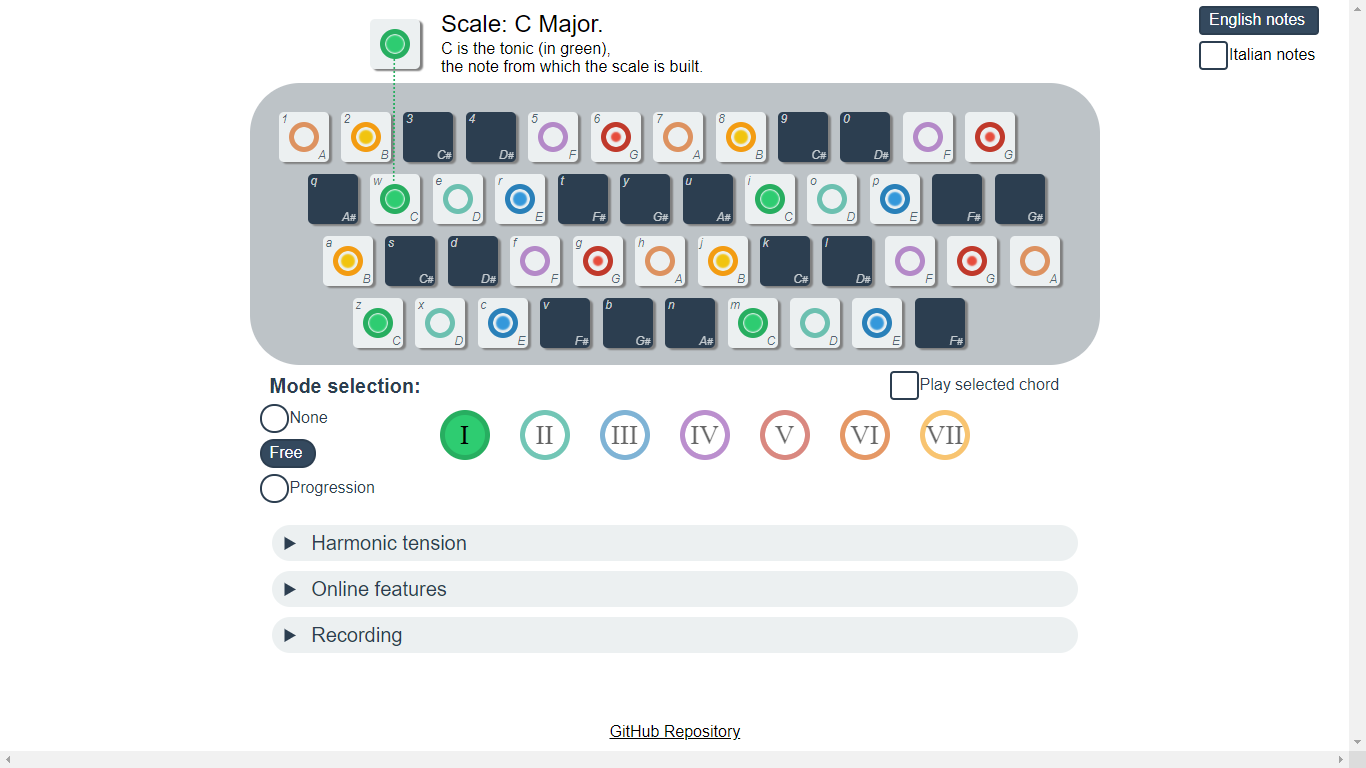 Scale: C Major.
C is the tonic (in green),
the note from which the scale is built.
English notes
Italian notes
1 A 2 B 3 C# 4 D# 5 F 6 G 7 A 8 B 9 C# 0 D# F G
q A# w C e D r E t F# y G# u A# i C o D p E F# G#
a B s C# d D# f F g G h A j B k C# l D# F G A
z C x D c E v F# b G# n A# m C D E F#
Mode selection:
Play selected chord
None
Free
Progression
I II III IV V VI VII
Harmonic tension
Online features
Recording
GitHub Repository